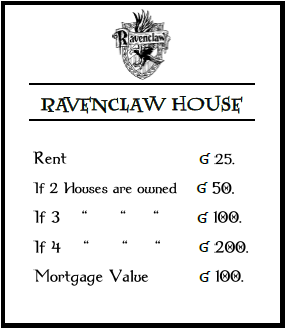 Ravenclaw
RAVENCLAW HOUSE
Rent G 25.
If 2 Houses are owned G 50.
If 3 “ “ “ G 100.
If 4 “ “ “ G 200.
Mortgage Value G 100.